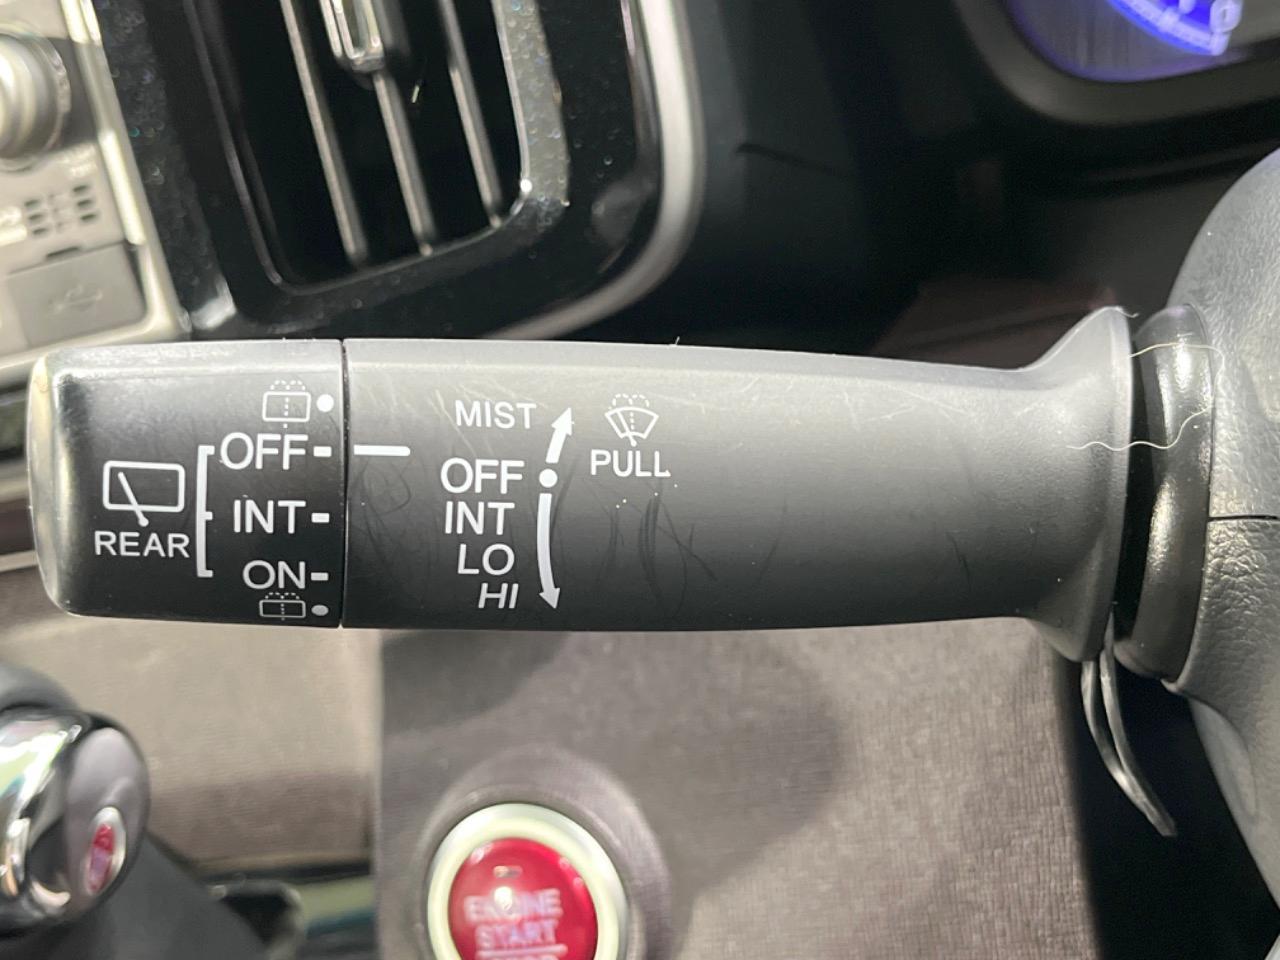 MIST
PULL
OFF
INT
LO
HI
OFF
INT
ON
REAR
ENGINE
START